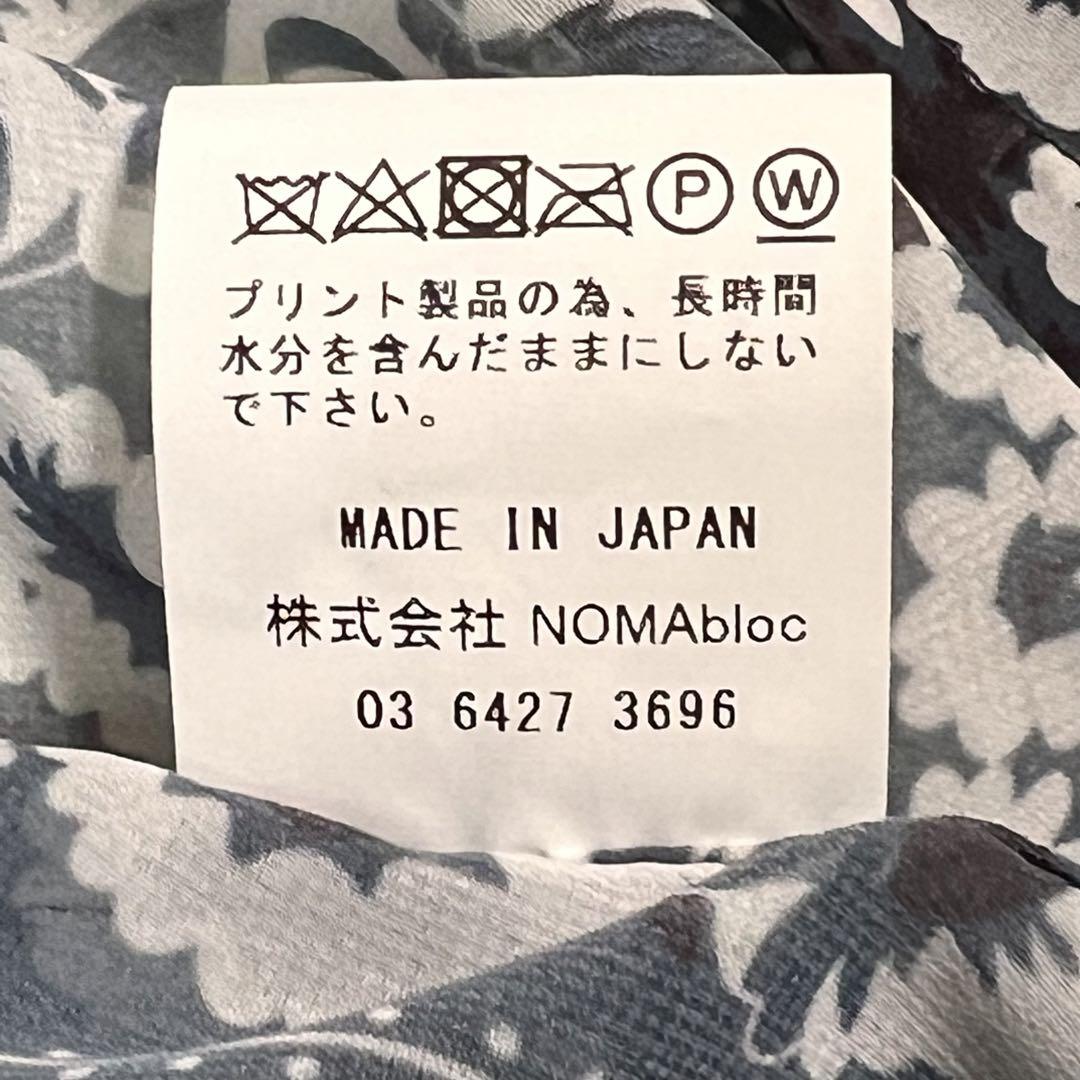 P W
プリント製品の為、長時間
水分を含んだままにしない
で下さい。
MADE IN JAPAN
株式会社 NOMAbloc
03 6427 3696